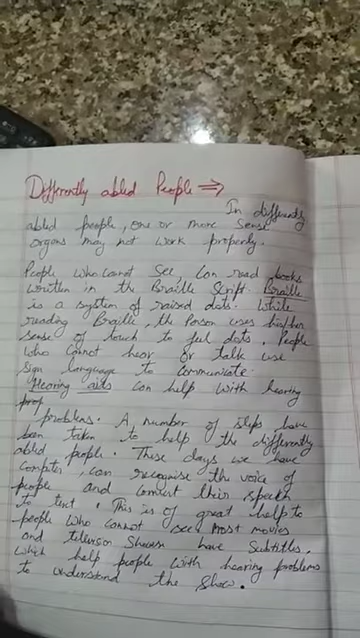 Differently abled People ⇒
In differently
abled people, one or more sense
organs may not work properly.
People who cannot see, can read books
written in the Braille Script. Braille
is a system of raised dots. While
reading Braille, the Person uses his/her
sense of touch to feel dots. People
who cannot hear or talk use
sign language to communicate.
Hearing aids can help with hearing
prop
problems. A number of steps have
been taken to help the differently
abled people. These days we have
computer, can recognise the voice of
people and convert their speech
to text. This is of great help to
people who cannot see. Most movies
and television Shows have Subtitles,
which help people with hearing problems
to understand the show.